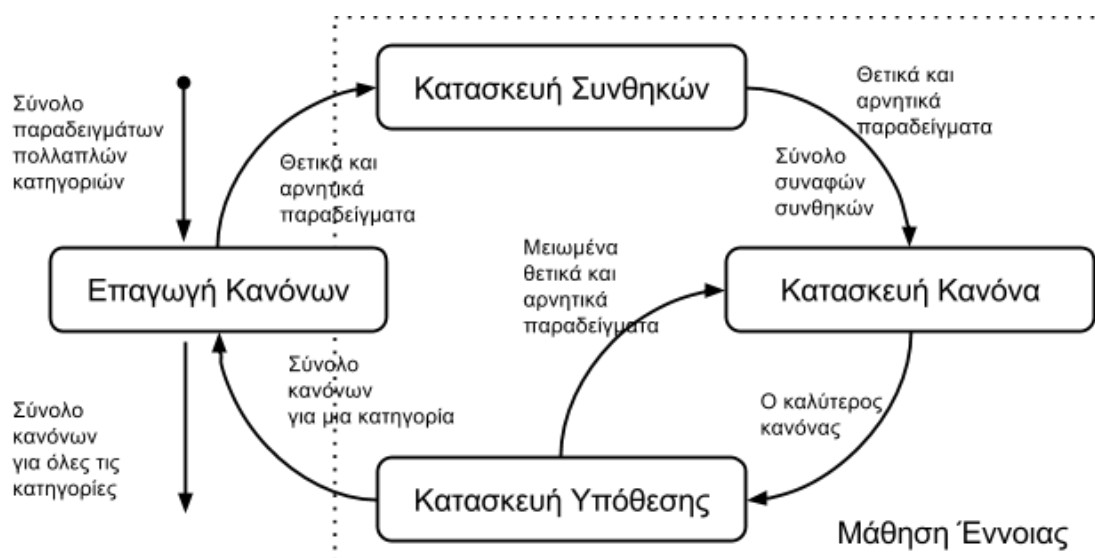 Κατασκευή Συνθηκών
Σύνολο
παραδειγμάτων
πολλαπλών
κατηγοριών
Θετικά και
αρνητικά
παραδείγματα
Θετικά και
αρνητικά
παραδείγματα
Σύνολο
συναφών
συνθηκών
Επαγωγή Κανόνων
Μειωμένα
θετικά και
αρνητικά
παραδείγματα
Κατασκευή Κανόνα
Σύνολο
κανόνων
για μια κατηγορία
Ο καλύτερος
κανόνας
Σύνολο
κανόνων
για όλες τις
κατηγορίες
Κατασκευή Υπόθεσης
Μάθηση Έννοιας